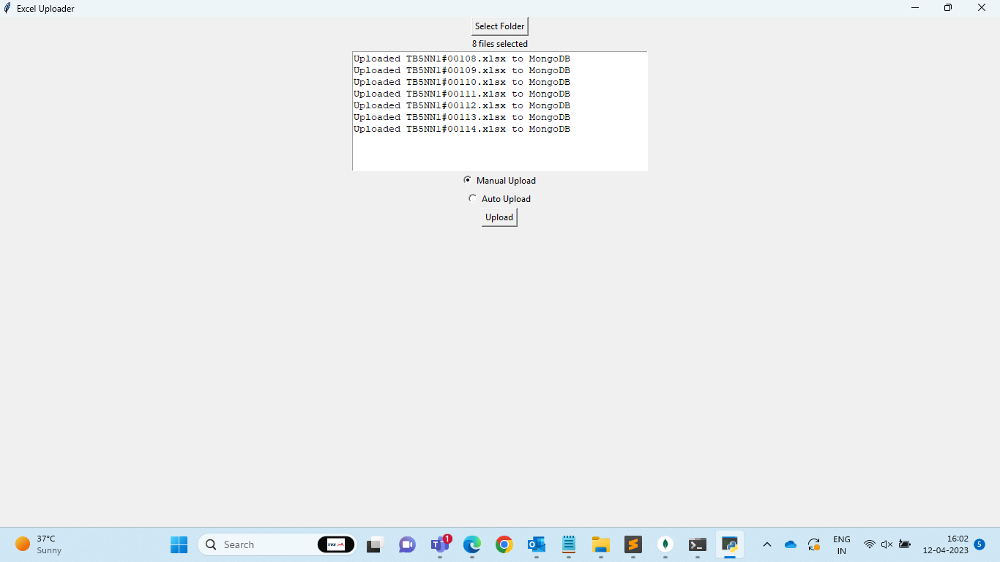 Excel Uploader
Select Folder
8 files selected
Uploaded TB5NN1#00108.xlsx to MongoDB
Uploaded TB5NN1#00109.xlsx to MongoDB
Uploaded TB5NN1#00110.xlsx to MongoDB
Uploaded TB5NN1#00111.xlsx to MongoDB
Uploaded TB5NN1#00112.xlsx to MongoDB
Uploaded TB5NN1#00113.xlsx to MongoDB
Uploaded TB5NN1#00114.xlsx to MongoDB
Manual Upload
Auto Upload
Upload
37°C
Sunny
Search
TVS
1
ENG
IN
16:02
12-04-2023
5